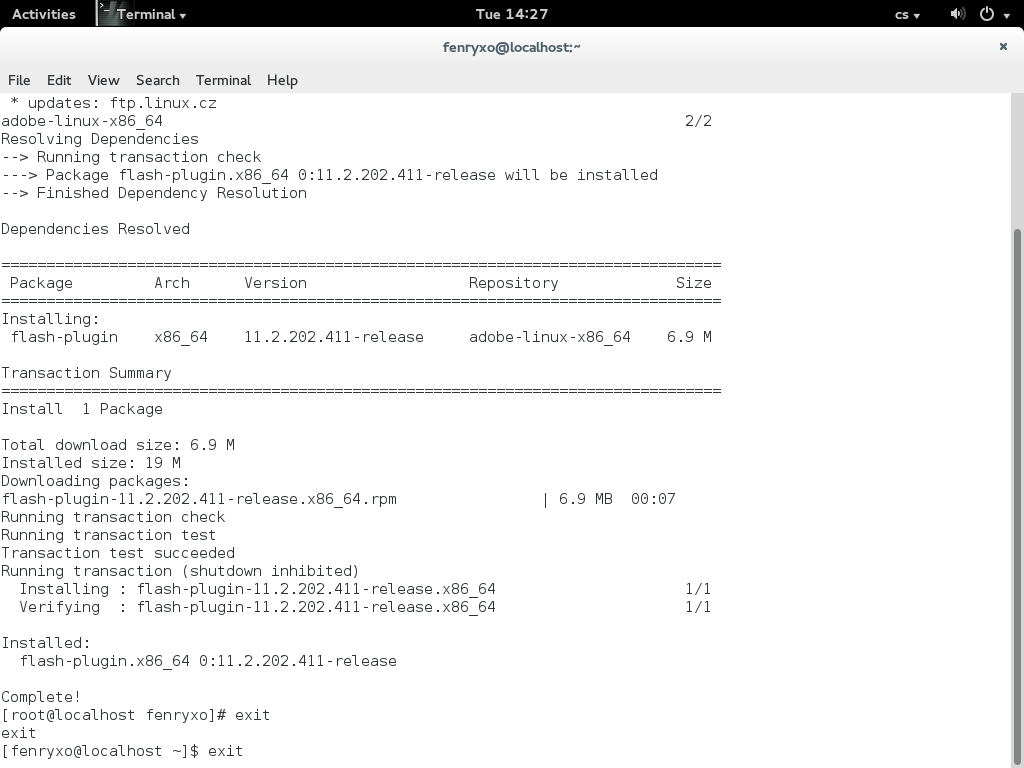 Activities Terminal Tue 14:27 cs
fenryxo@localhost:~ ×
File Edit View Search Terminal Help
 * updates: ftp.linux.cz
adobe-linux-x86_64                                                          2/2
Resolving Dependencies
--> Running transaction check
---> Package flash-plugin.x86_64 0:11.2.202.411-release will be installed
--> Finished Dependency Resolution

Dependencies Resolved

================================================================================
 Package         Arch      Version                  Repository             Size
================================================================================
Installing:
 flash-plugin    x86_64    11.2.202.411-release     adobe-linux-x86_64    6.9 M

Transaction Summary
================================================================================
Install  1 Package

Total download size: 6.9 M
Installed size: 19 M
Downloading packages:
flash-plugin-11.2.202.411-release.x86_64.rpm                | 6.9 MB  00:07
Running transaction check
Running transaction test
Transaction test succeeded
Running transaction (shutdown inhibited)
  Installing : flash-plugin-11.2.202.411-release.x86_64                     1/1
  Verifying  : flash-plugin-11.2.202.411-release.x86_64                     1/1

Installed:
  flash-plugin.x86_64 0:11.2.202.411-release

Complete!
[root@localhost fenryxo]# exit
exit
[fenryxo@localhost ~]$ exit